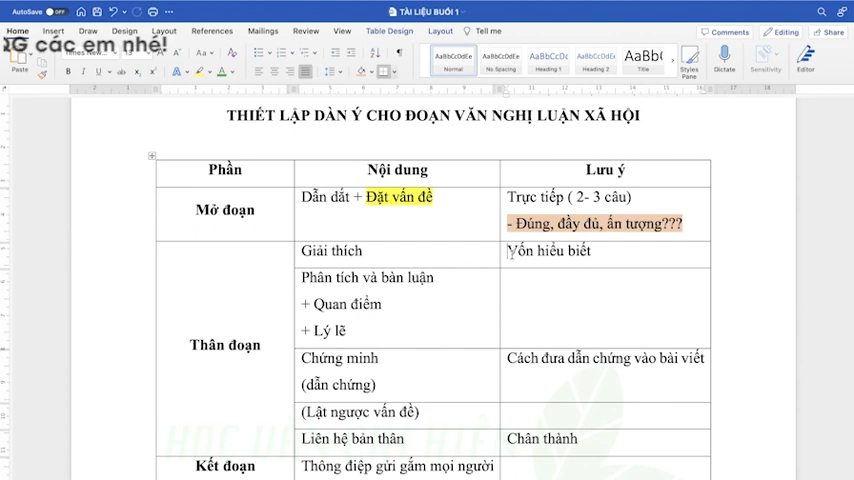 AutoSave OFF TÀI LIỆU BUỔI 1
Home Insert Draw Design Layout References Mailings Review View Table Design Layout Tell me Comments Editing Share
các em nhé!
Paste B I U ab x x A AaBbCcDdEe AaBbCcDdEe AaBbCcDc AaBbCcDdEe AaBb(
Normal No Spacing Heading 1 Heading 2 Title Styles Pane Dictate Sensitivity Editor
THIẾT LẬP DÀN Ý CHO ĐOẠN VĂN NGHỊ LUẬN XÃ HỘI
Phần Nội dung Lưu ý
Mở đoạn Dẫn dắt + Đặt vấn đề Trực tiếp ( 2- 3 câu)
- Đúng, đầy đủ, ấn tượng???
Giải thích Vốn hiểu biết
Phân tích và bàn luận
+ Quan điểm
+ Lý lẽ
Thân đoạn
Chứng minh Cách đưa dẫn chứng vào bài viết
(dẫn chứng)
(Lật ngược vấn đề)
Liên hệ bản thân Chân thành
Kết đoạn Thông điệp gửi gắm mọi người